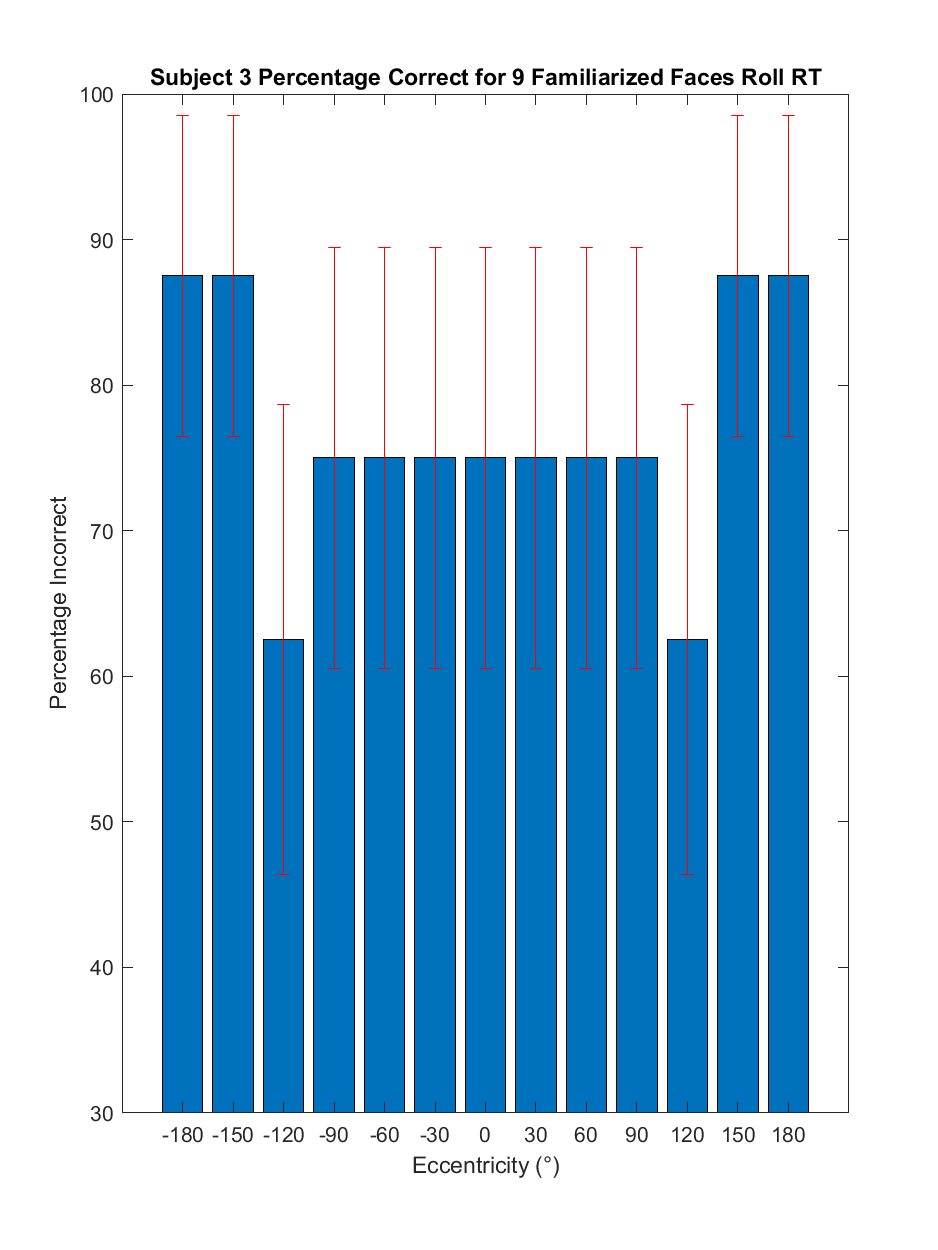 Subject 3 Percentage Correct for 9 Familiarized Faces Roll RT
100
90
80
70
60
50
40
30
Percentage Incorrect
-180 -150 -120 -90 -60 -30 0 30 60 90 120 150 180
Eccentricity (°)